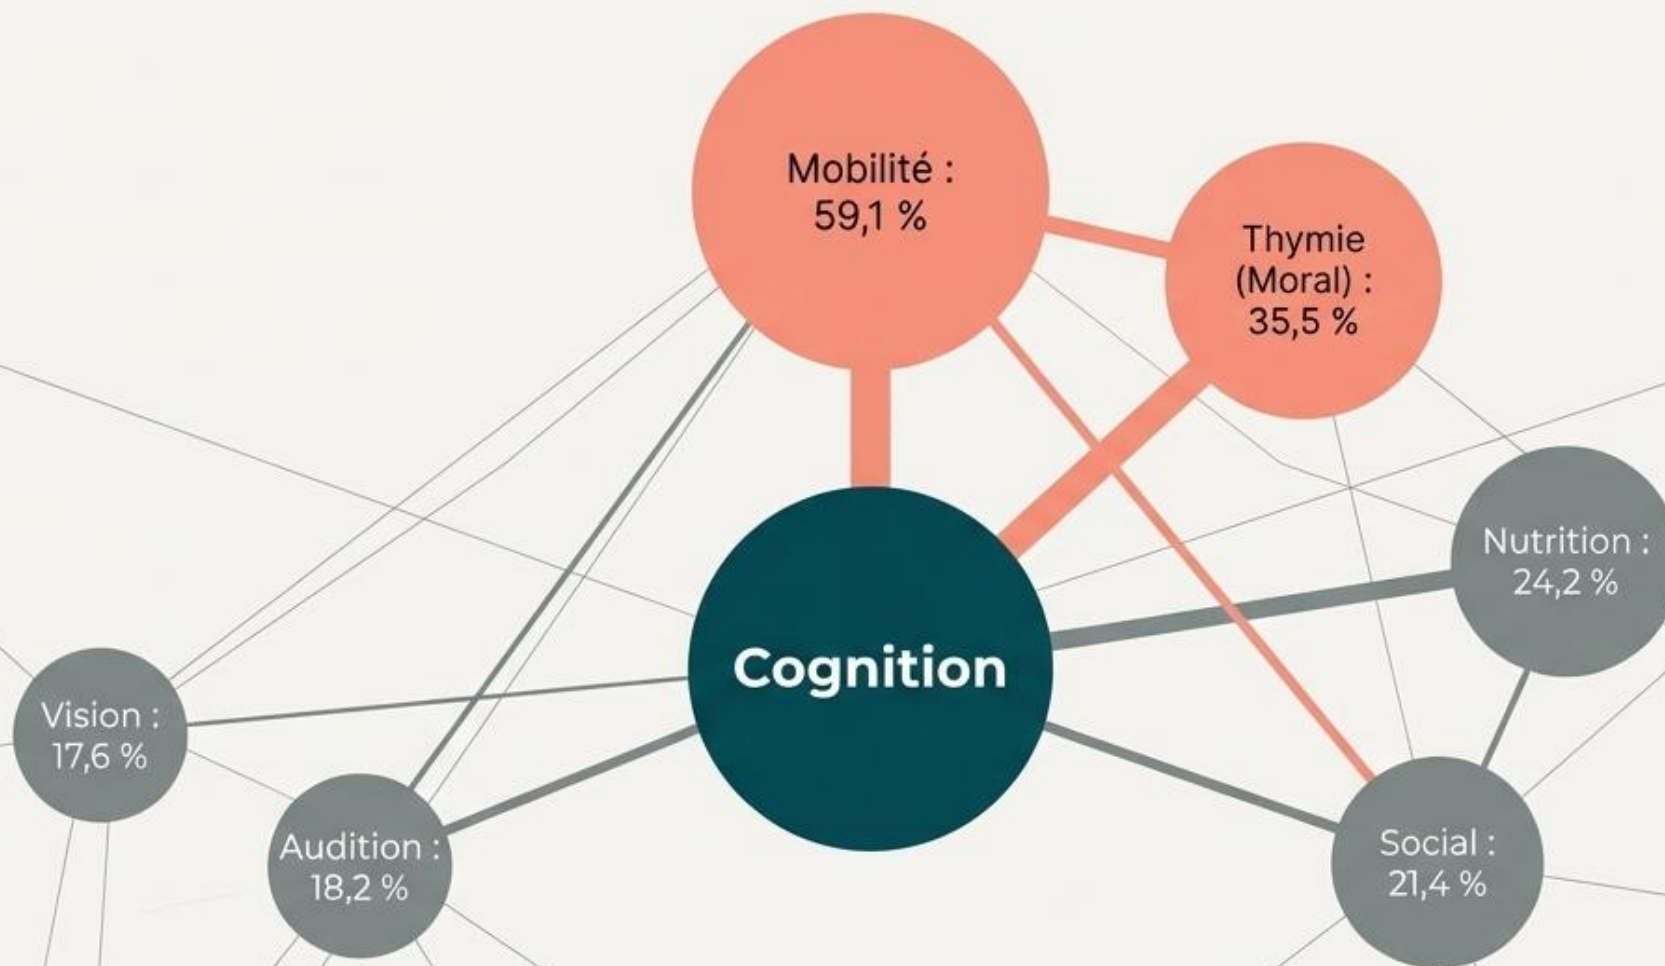 Mobilité :
59,1 %
Thymie
(Moral) :
35,5 %
Nutrition :
24,2 %
Cognition
Vision :
17,6 %
Audition :
18,2 %
Social :
21,4 %